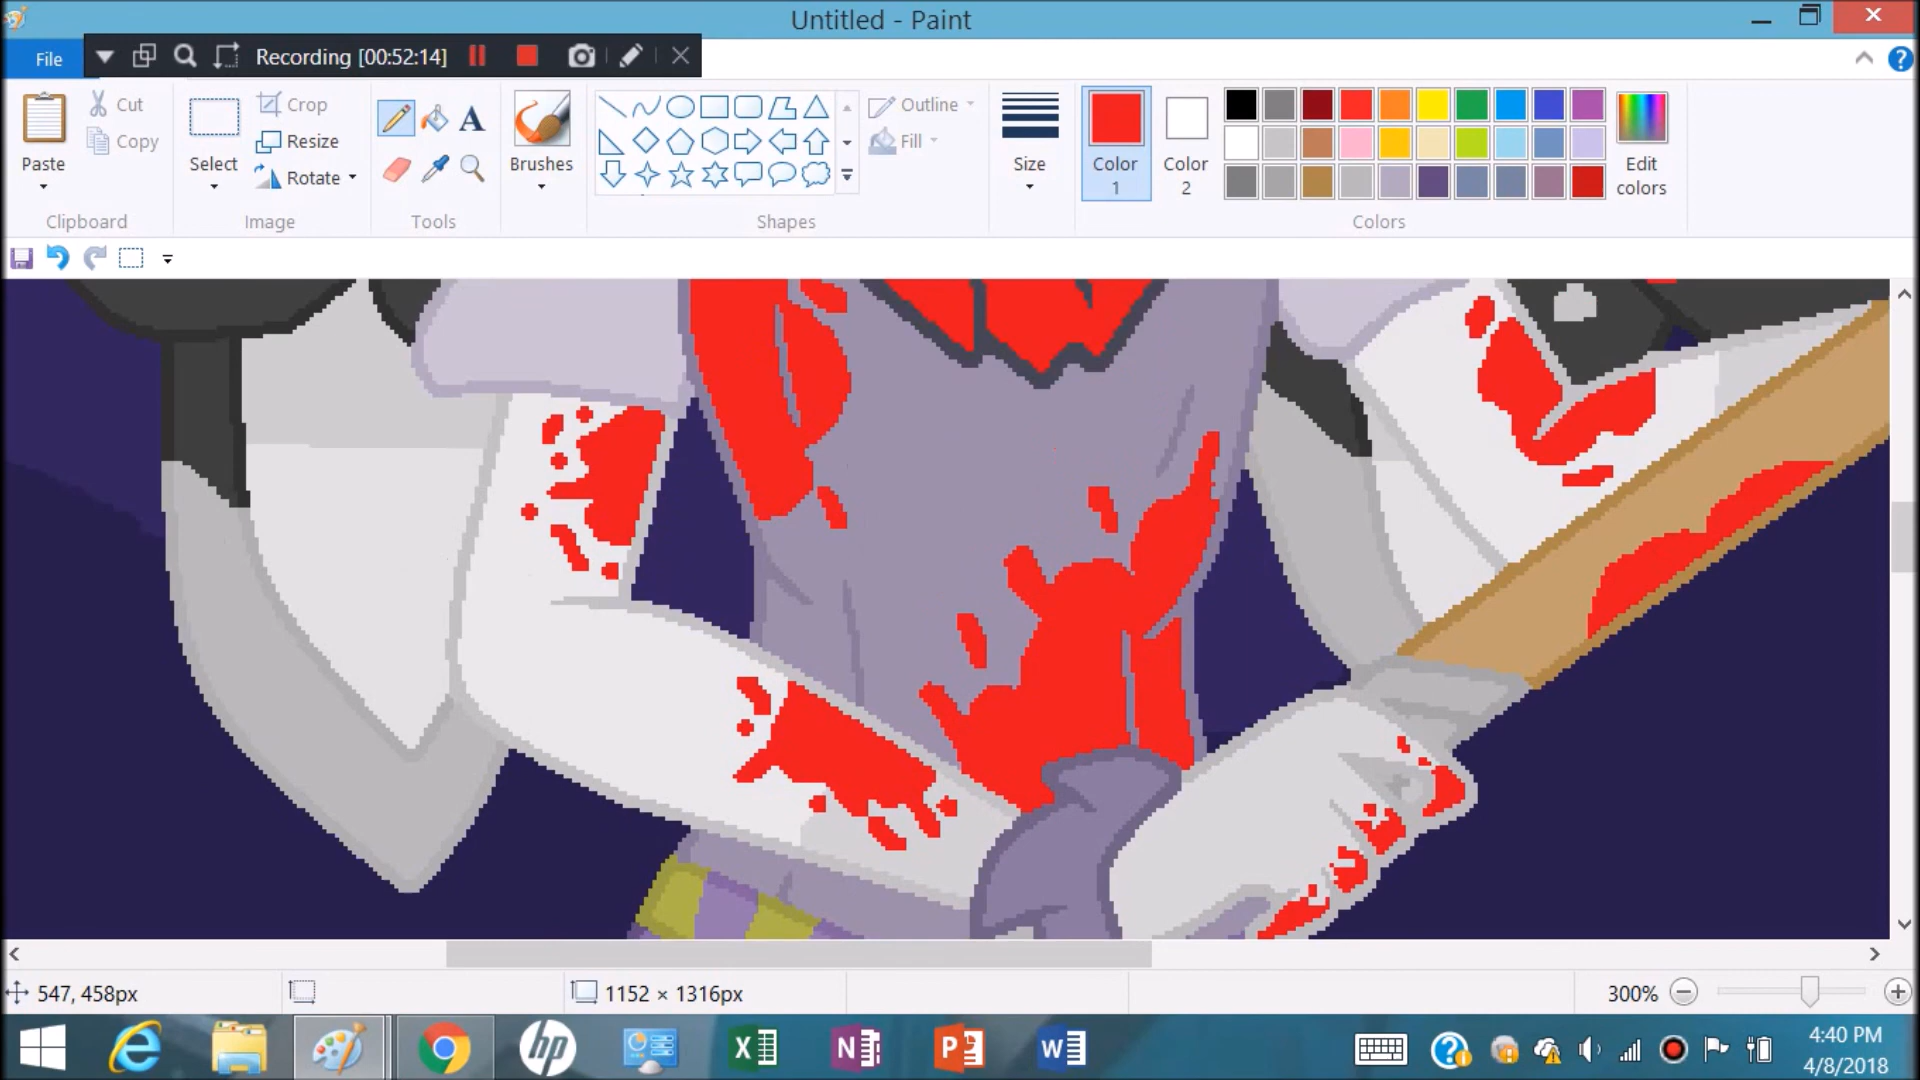 Untitled - Paint
File
Recording [00:52:14]
Paste
Cut
Copy
Clipboard
Select
Crop
Resize
Rotate
Image
A
Tools
Brushes
Shapes
Outline
Fill
Size
Color 1
Color 2
Edit colors
Colors
547, 458px
1152 × 1316px
300%
hp
X
N
P
W
4:40 PM
4/8/2018